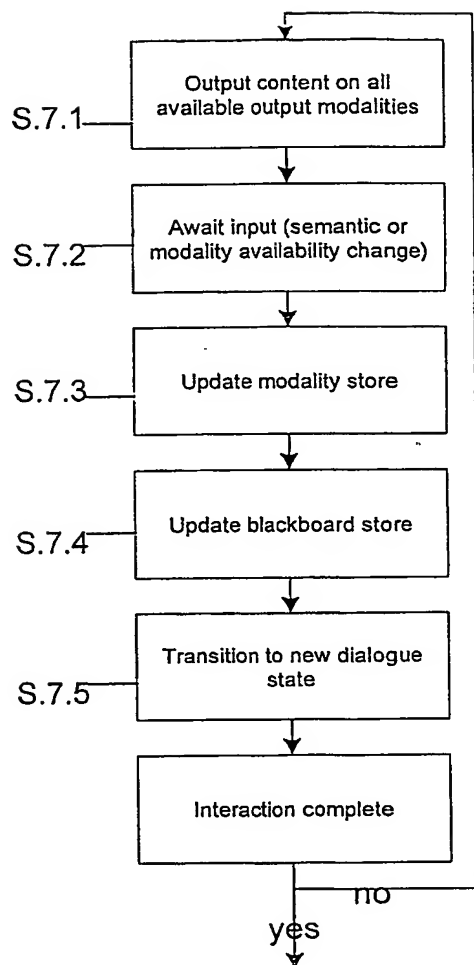 Output content on all
available output modalities
S.7.1
Await input (semantic or
modality availability change)
S.7.2
Update modality store
S.7.3
Update blackboard store
S.7.4
Transition to new dialogue
state
S.7.5
Interaction complete
no
yes